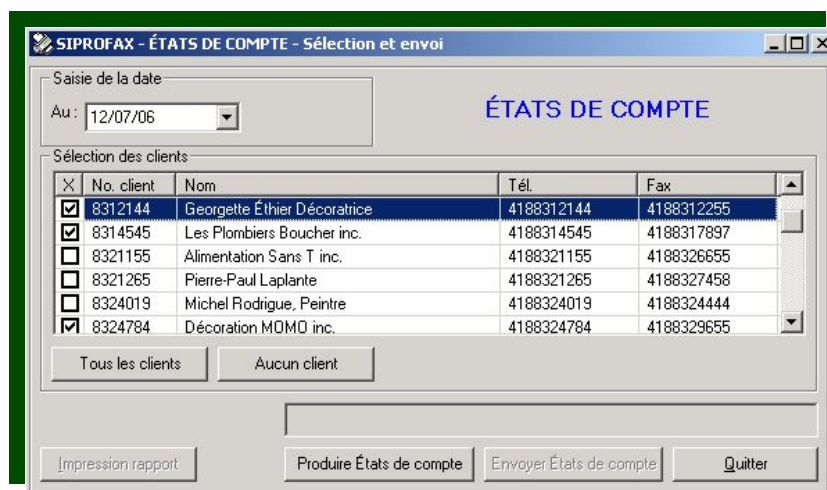 SIPROFAX - ÉTATS DE COMPTE - Sélection et envoi
Saisie de la date
Au : 12/07/06
ÉTATS DE COMPTE
Sélection des clients
X No. client Nom Tél. Fax
8312144 Georgette Éthier Décoratrice 4188312144 4188312255
8314545 Les Plombiers Boucher inc. 4188314545 4188317897
8321155 Alimentation Sans T inc. 4188321155 4188326655
8321265 Pierre-Paul Laplante 4188321265 4188327458
8324019 Michel Rodrigue, Peintre 4188324019 4188324444
8324784 Décoration MOMO inc. 4188324784 4188329655
Tous les clients Aucun client
Impression rapport Produire États de compte Envoyer États de compte Quitter